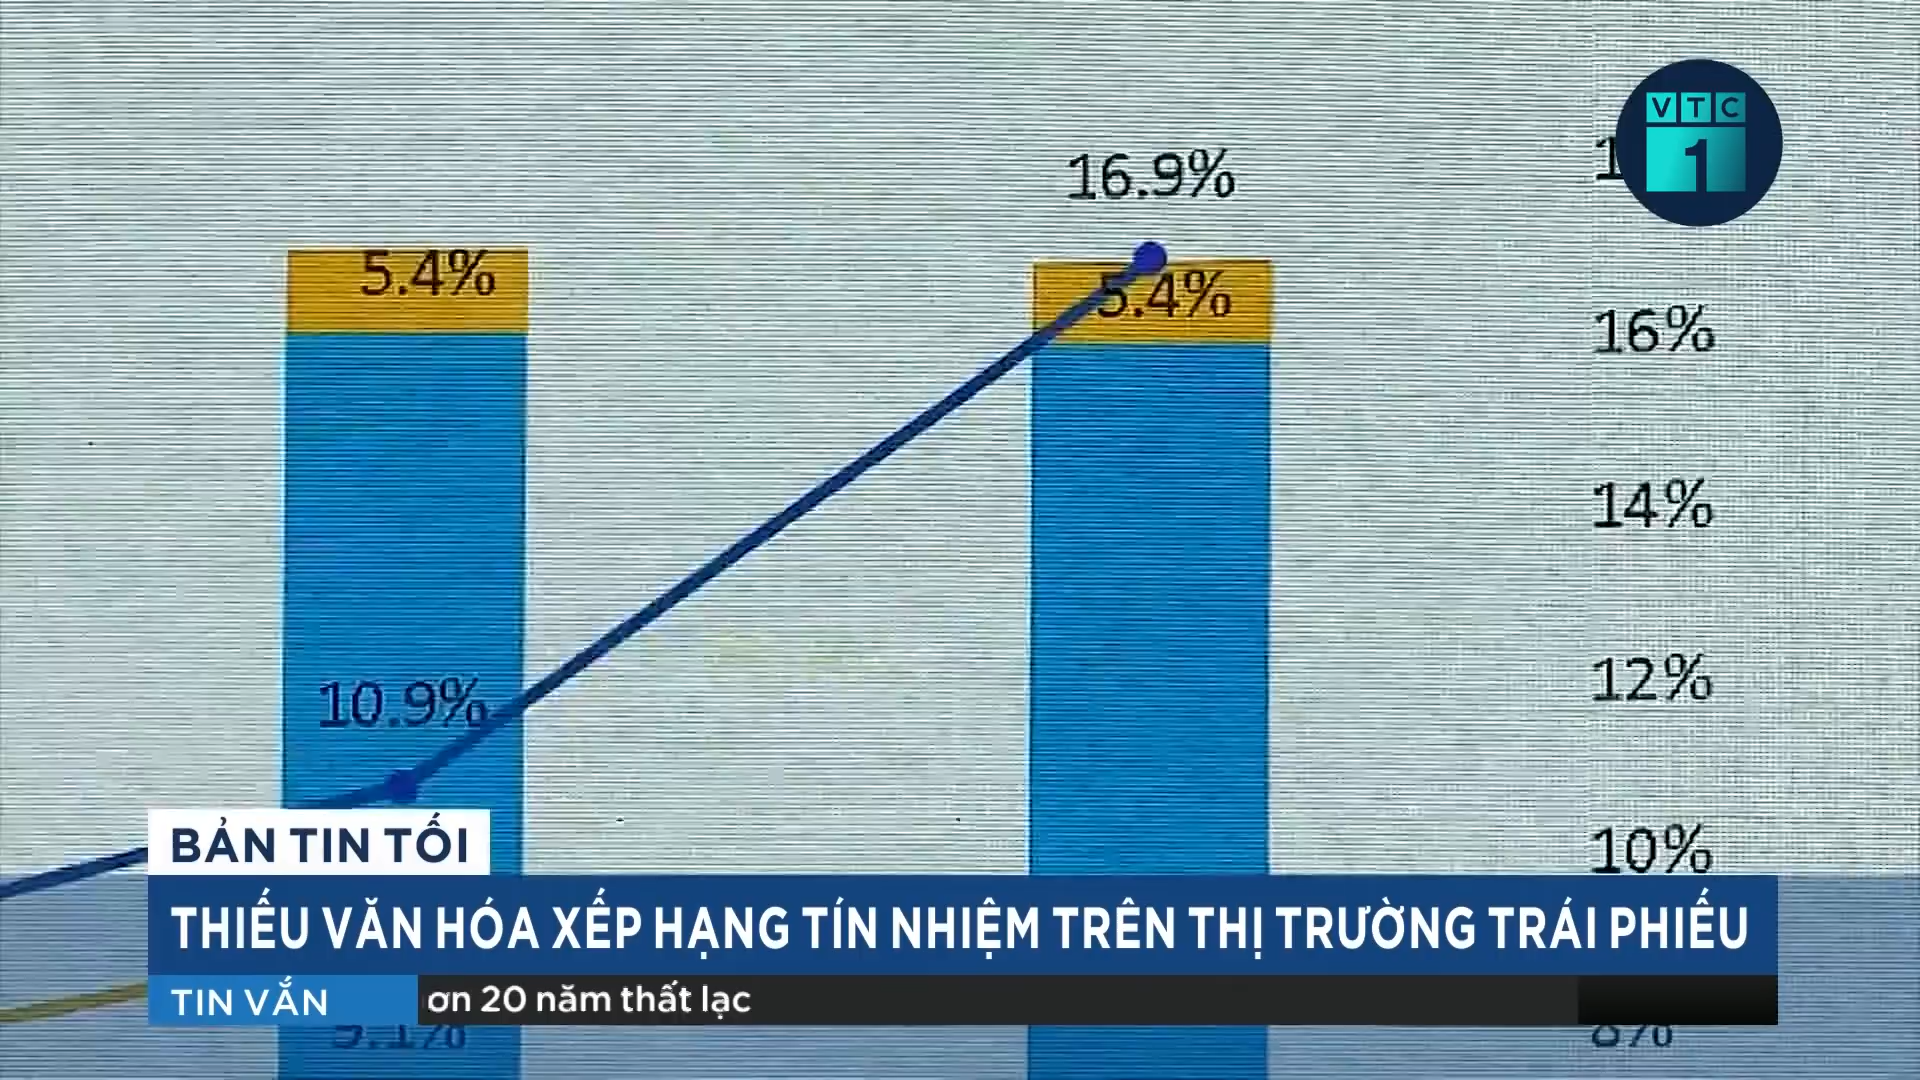 VTC
1
16.9%
5.4%
5.4%
16%
14%
12%
10.9%
10%
BẢN TIN TỐI
THIẾU VĂN HÓA XẾP HẠNG TÍN NHIỆM TRÊN THỊ TRƯỜNG TRÁI PHIẾU
TIN VẮN
20 năm thất lạc
8%